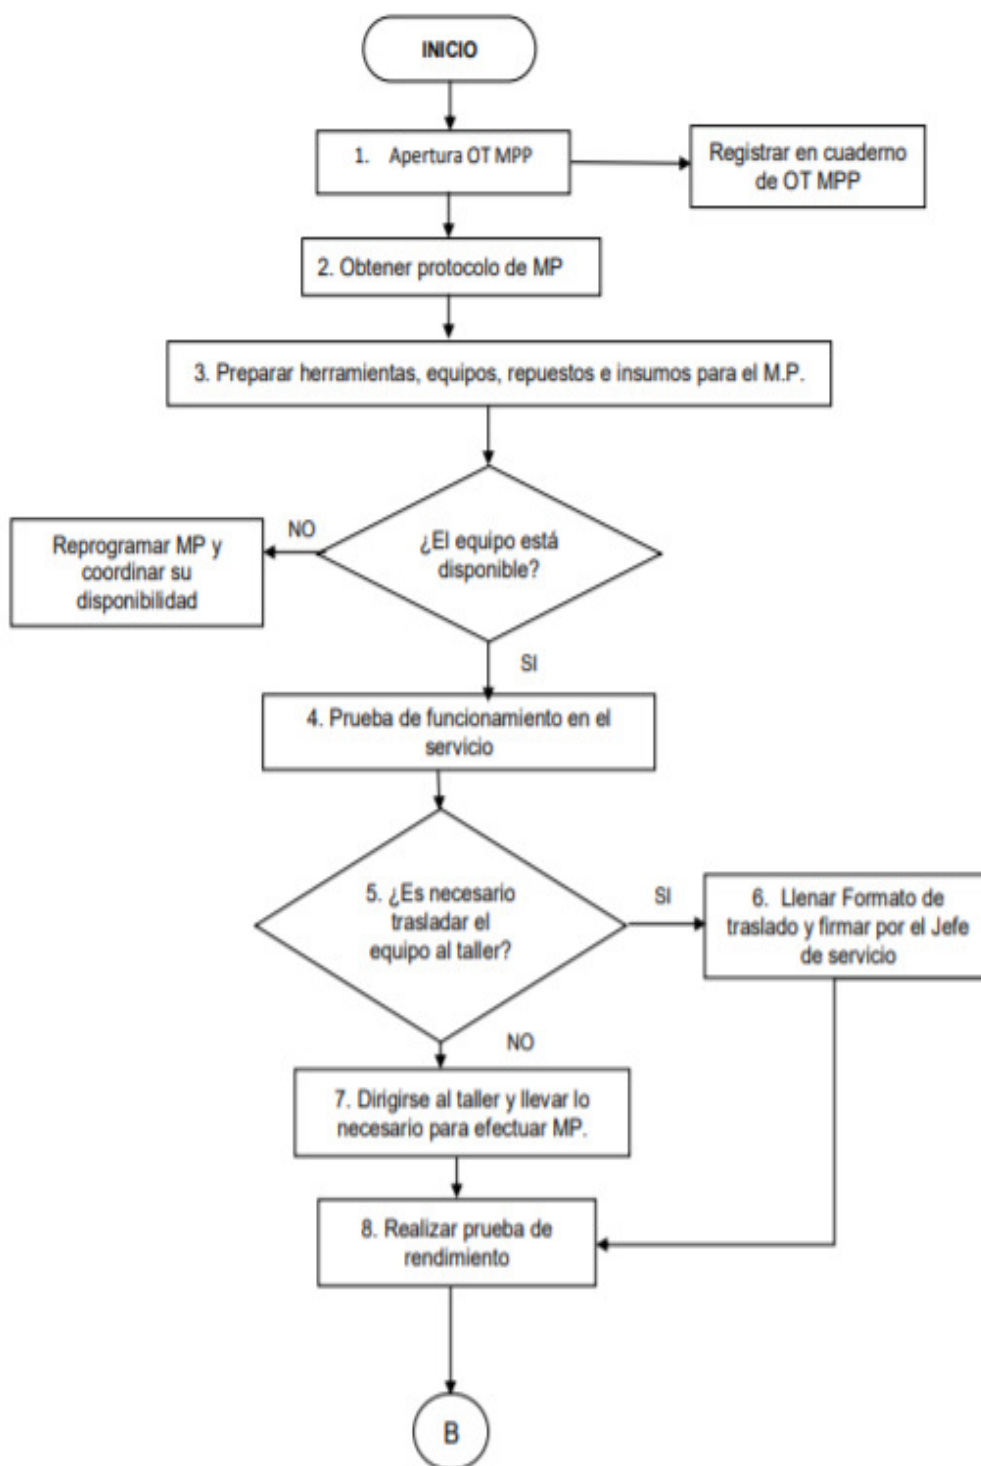 INICIO
1. Apertura OT MPP
Registrar en cuaderno
de OT MPP
2. Obtener protocolo de MP
3. Preparar herramientas, equipos, repuestos e insumos para el M.P.
¿El equipo está
disponible?
NO
Reprogramar MP y
coordinar su
disponibilidad
SI
4. Prueba de funcionamiento en el
servicio
5. ¿Es necesario
trasladar el
equipo al taller?
SI
6. Llenar Formato de
traslado y firmar por el Jefe
de servicio
NO
7. Dirigirse al taller y llevar lo
necesario para efectuar MP.
8. Realizar prueba de
rendimiento
B